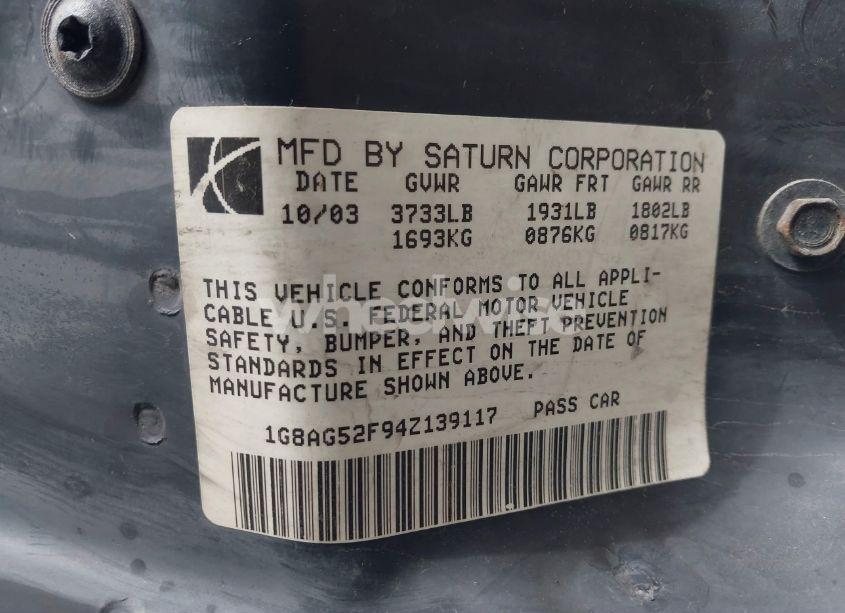 MFD BY SATURN CORPORATION
DATE GVWR GAWR FRT GAWR RR
10/03 3733LB 1931LB 1802LB
1693KG 0876KG 0817KG
THIS VEHICLE CONFORMS TO ALL APPLI-
CABLE U.S. FEDERAL MOTOR VEHICLE
SAFETY, BUMPER, AND THEFT PREVENTION
STANDARDS IN EFFECT ON THE DATE OF
MANUFACTURE SHOWN ABOVE.
1G8AG52F94Z139117 PASS CAR
wheelwise